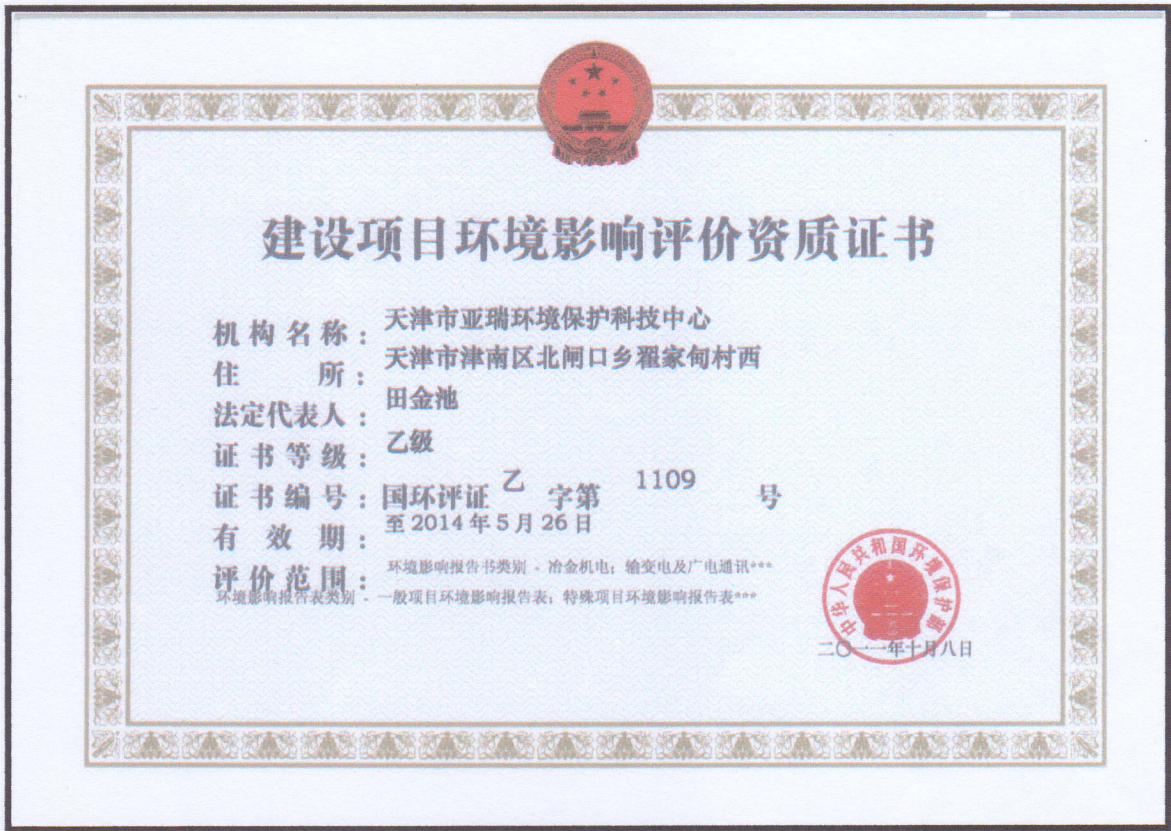 建设项目环境影响评价资质证书
机构名称：天津市亚瑞环境保护科技中心
住所：天津市津南区北闸口乡翟家甸村西
法定代表人：田金池
证书等级：乙级
证书编号：国环评证 乙 字第 1109 号
有效期：至 2014 年 5 月 26 日
评价范围：环境影响报告书类别 - 冶金机电；输变电及广电通讯***
环境影响报告表类别 - 一般项目环境影响报告表；特殊项目环境影响报告表***
中华人民共和国环境保护部
二〇一一年十月八日